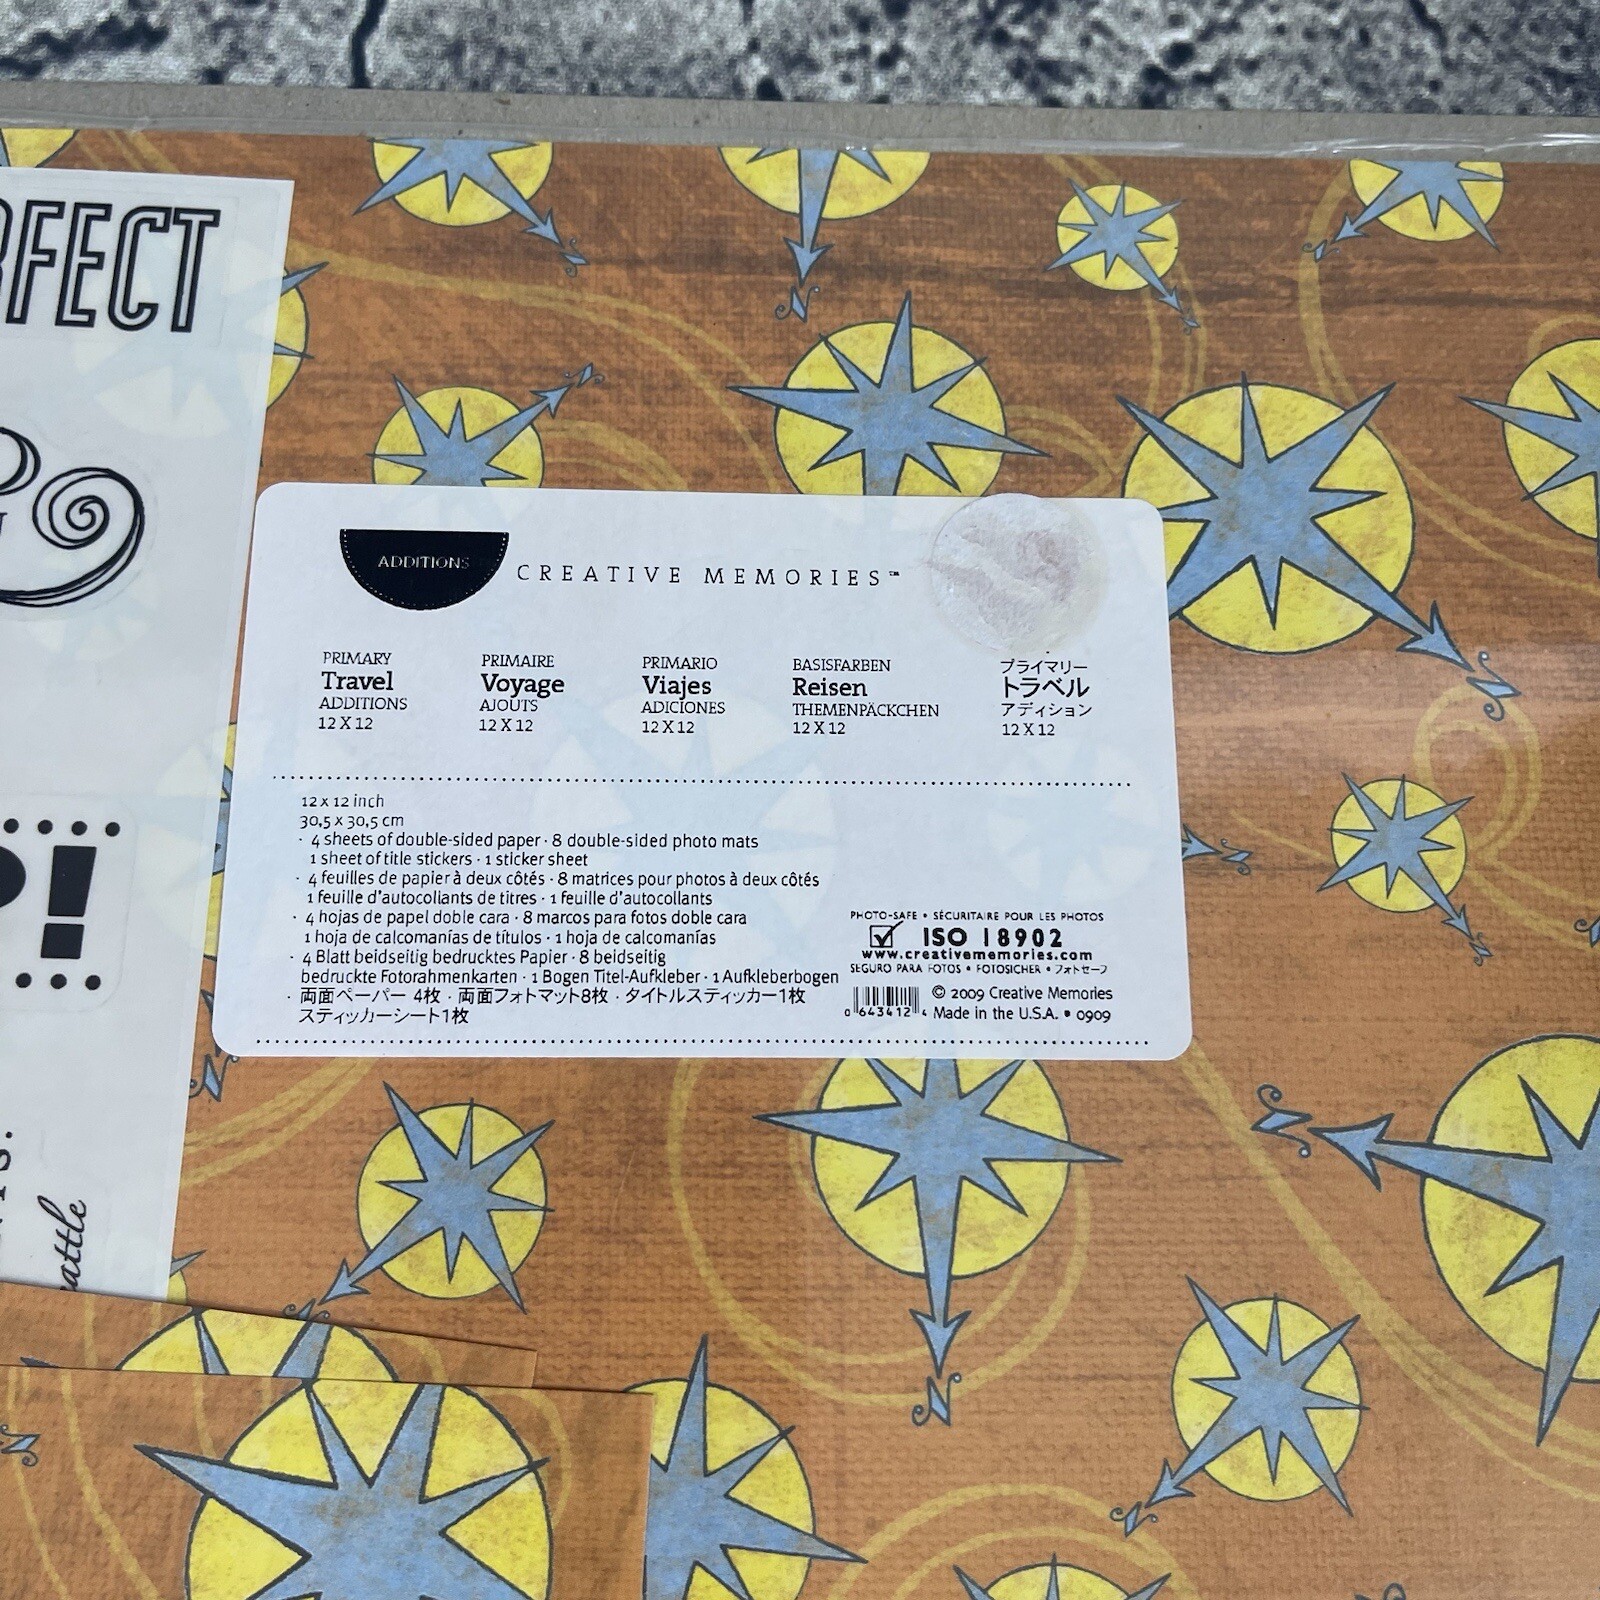 RFECT
ADDITIONS
CREATIVE MEMORIES™
PRIMARY
Travel
ADDITIONS
12 X 12
PRIMAIRE
Voyage
AJOUTS
12 X 12
PRIMARIO
Viajes
ADICIONES
12 X 12
BASISFARBEN
Reisen
THEMENPÄCKCHEN
12 X 12
プライマリー
トラベル
アディション
12 X 12
12 x 12 inch
30,5 x 30,5 cm
· 4 sheets of double-sided paper · 8 double-sided photo mats
1 sheet of title stickers · 1 sticker sheet
· 4 feuilles de papier à deux côtés · 8 matrices pour photos à deux côtés
1 feuille d'autocollants de titres · 1 feuille d'autocollants
· 4 hojas de papel doble cara · 8 marcos para fotos doble cara
1 hoja de calcomanías de títulos · 1 hoja de calcomanías
· 4 Blatt beidseitig bedrucktes Papier · 8 beidseitig
bedruckte Fotorahmenkarten · 1 Bogen Titel-Aufkleber · 1 Aufkleberbogen
· 両面ペーパー 4枚 · 両面フォトマット8枚 · タイトルスティッカー1枚
スティッカーシート1枚
PHOTO-SAFE • SÉCURITAIRE POUR LES PHOTOS
ISO 18902
www.creativememories.com
SEGURO PARA FOTOS • FOTOSICHER • フォトセーフ
0 643412 4
© 2009 Creative Memories
Made in the U.S.A. • 0909
P!
attle
N
N
N